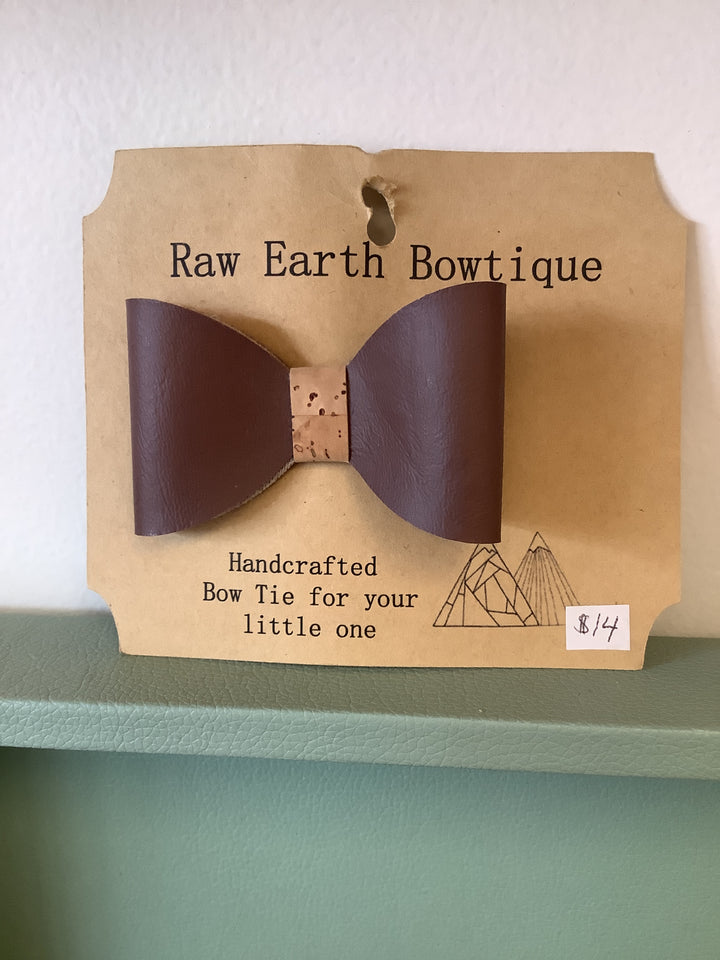 Raw Earth Bowtique
Handcrafted
Bow Tie for your
little one
$14